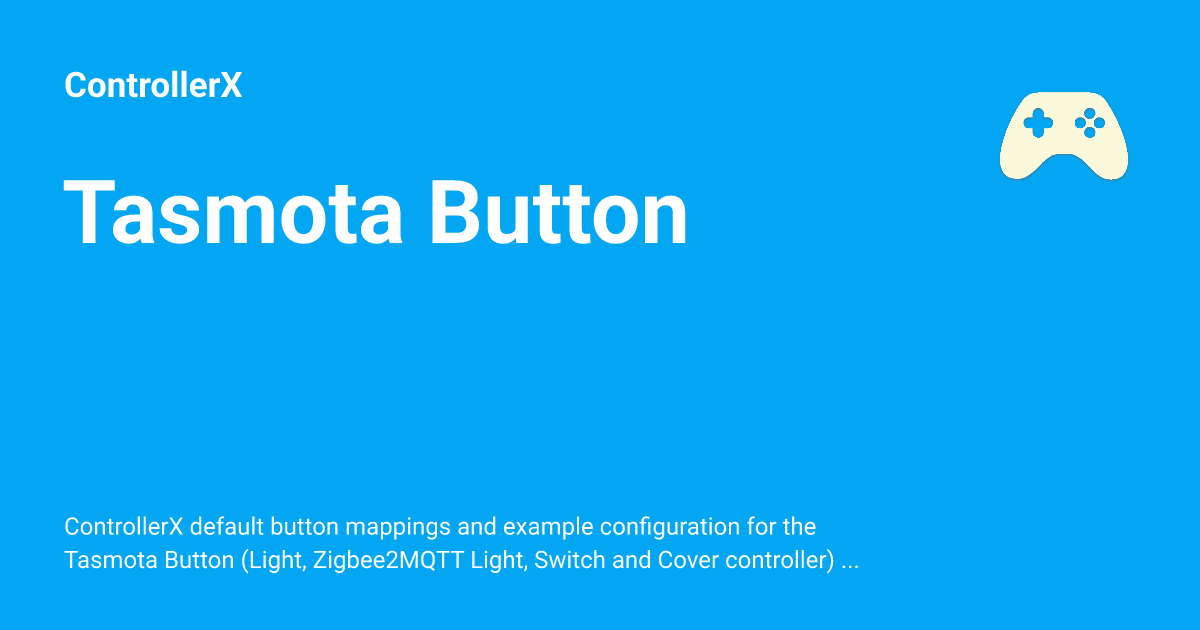 ControllerX
Tasmota Button
ControllerX default button mappings and example configuration for the
Tasmota Button (Light, Zigbee2MQTT Light, Switch and Cover controller) ...